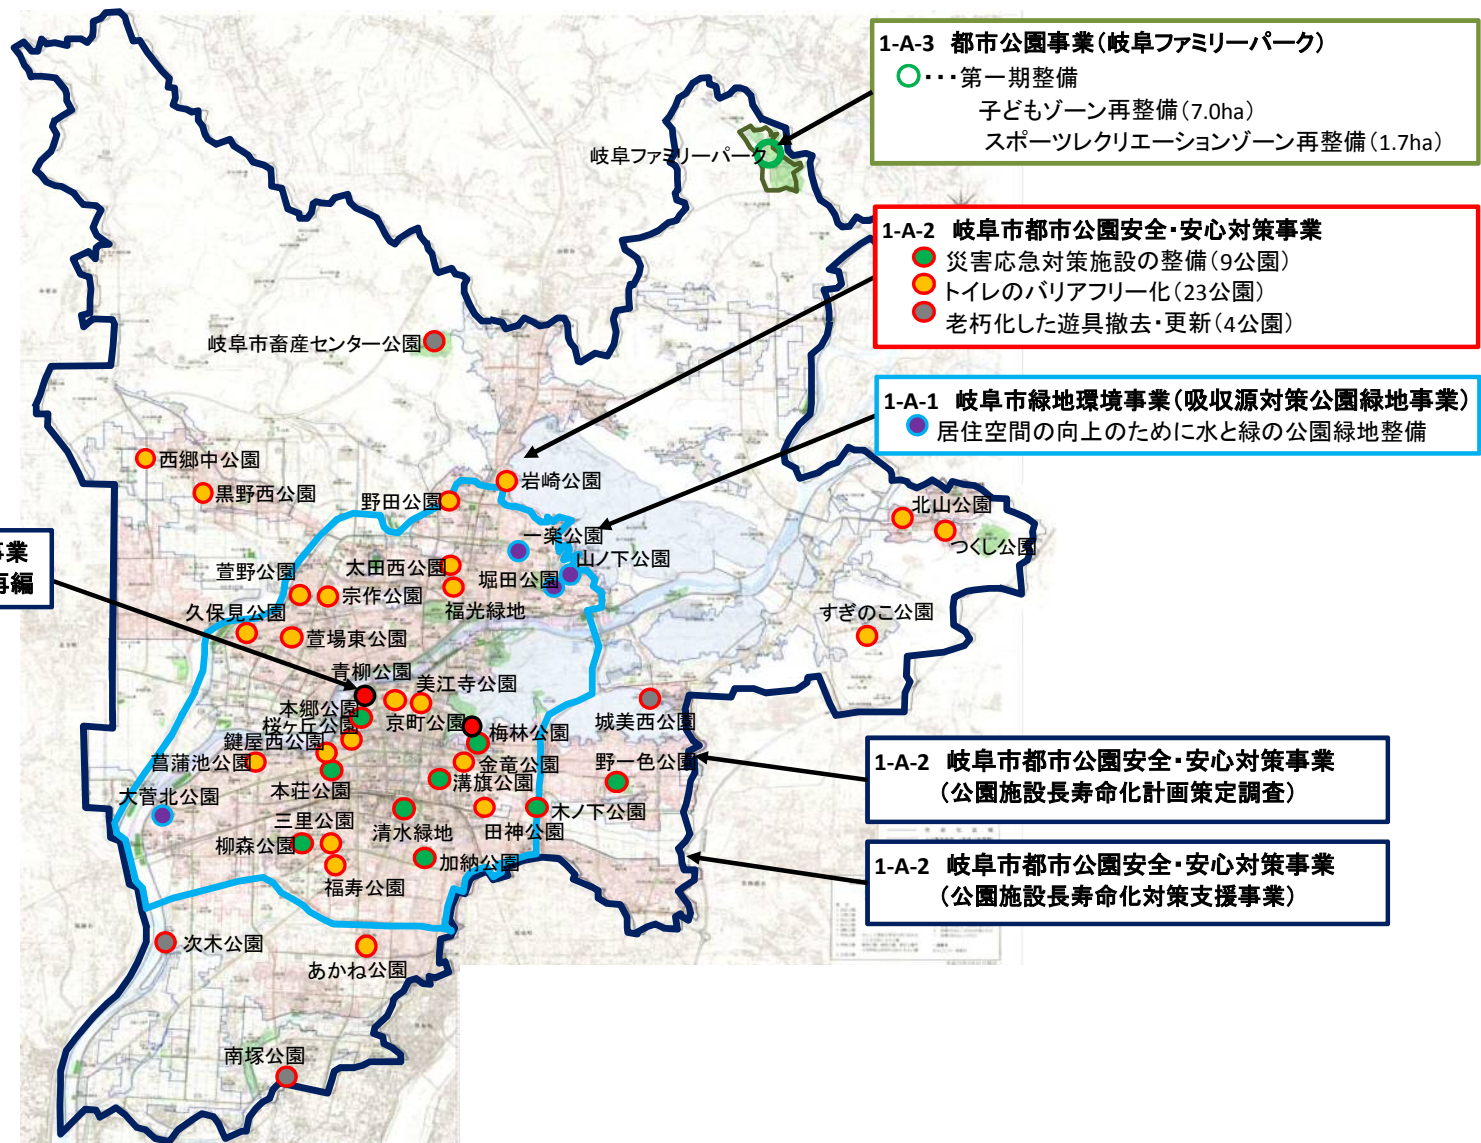 1-A-3 都市公園事業(岐阜ファミリーパーク)
・・・第一期整備
子どもゾーン再整備(7.0ha)
スポーツレクリエーションゾーン再整備(1.7ha)
岐阜ファミリーパーク
1-A-2 岐阜市都市公園安全・安心対策事業
災害応急対策施設の整備(9公園)
トイレのバリアフリー化(23公園)
老朽化した遊具撤去・更新(4公園)
岐阜市畜産センター公園
1-A-1 岐阜市緑地環境事業(吸収源対策公園緑地事業)
居住空間の向上のために水と緑の公園緑地整備
西郷中公園
黒野西公園
野田公園
岩崎公園
北山公園
つくし公園
一楽公園
山ノ下公園
堀田公園
太田西公園
福光緑地
事業
再編
萱野公園
宗作公園
久保見公園
萱場東公園
すぎのこ公園
青柳公園
美江寺公園
本郷公園
京町公園
桜ヶ丘公園
梅林公園
城美西公園
鍵屋西公園
菖蒲池公園
金竜公園
野一色公園
本荘公園
溝旗公園
大菅北公園
清水緑地
田神公園
木ノ下公園
三里公園
柳森公園
加納公園
福寿公園
1-A-2 岐阜市都市公園安全・安心対策事業
(公園施設長寿命化計画策定調査)
1-A-2 岐阜市都市公園安全・安心対策事業
(公園施設長寿命化対策支援事業)
次木公園
あかね公園
南塚公園